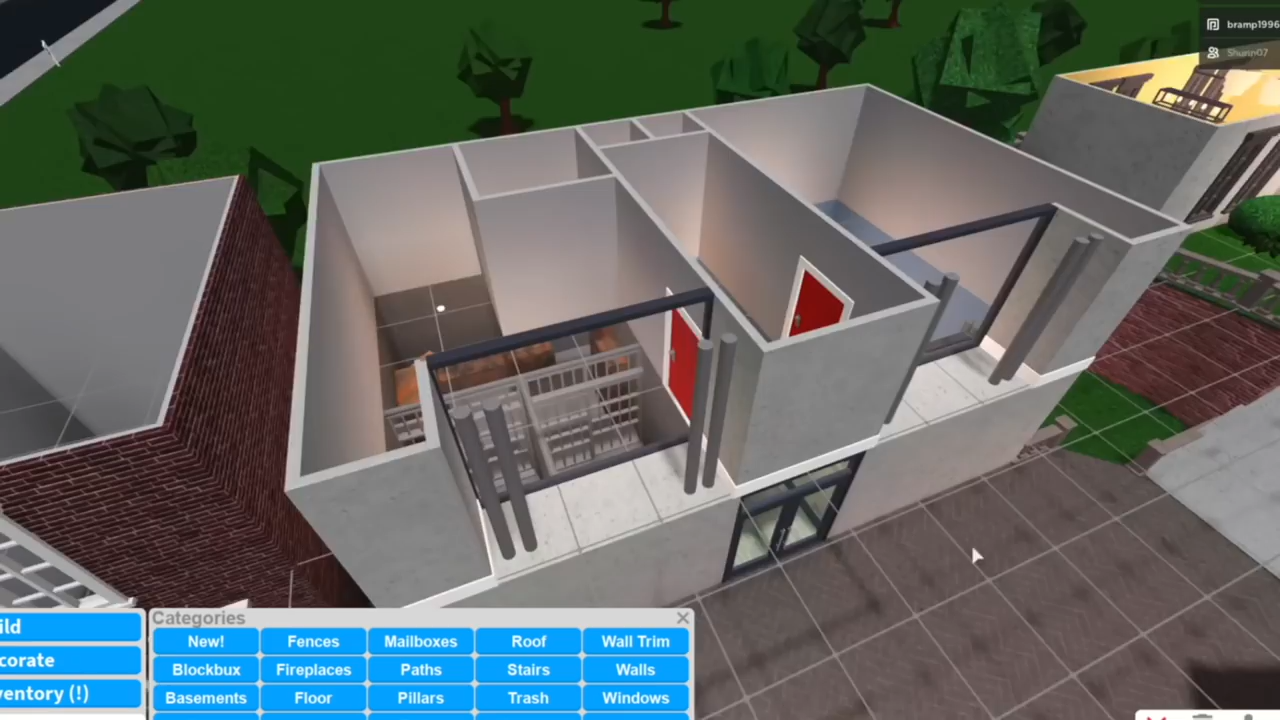 bramp1996
Shurin07
ild
corate
ventory (!)
Categories
New! Fences Mailboxes Roof Wall Trim
Blockbux Fireplaces Paths Stairs Walls
Basements Floor Pillars Trash Windows